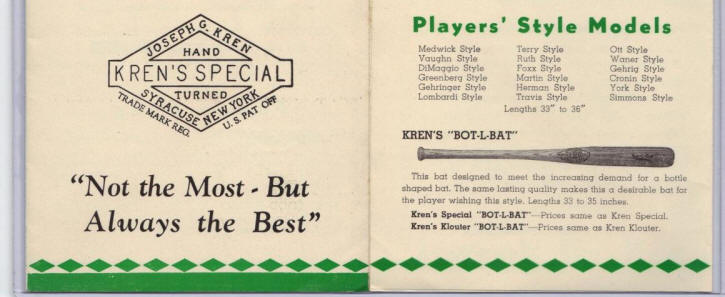 JOSEPH G. KREN
HAND
KREN'S SPECIAL
TURNED
SYRACUSE NEW YORK
TRADE MARK REG.
U.S. PAT OFF
"Not the Most - But
Always the Best"
Players' Style Models
Medwick Style Terry Style Ott Style
Vaughn Style Ruth Style Waner Style
DiMaggio Style Foxx Style Gehrig Style
Greenberg Style Martin Style Cronin Style
Gehringer Style Herman Style York Style
Lombardi Style Travis Style Simmons Style
Lengths 33" to 36"
KREN'S "BOT-L-BAT"
This bat designed to meet the increasing demand for a bottle
shaped bat. The same lasting quality makes this a desirable bat for
the player wishing this style. Lengths 33 to 35 inches.
Kren's Special "BOT-L-BAT"—Prices same as Kren Special.
Kren's Klouter "BOT-L-BAT"—Prices same as Kren Klouter.